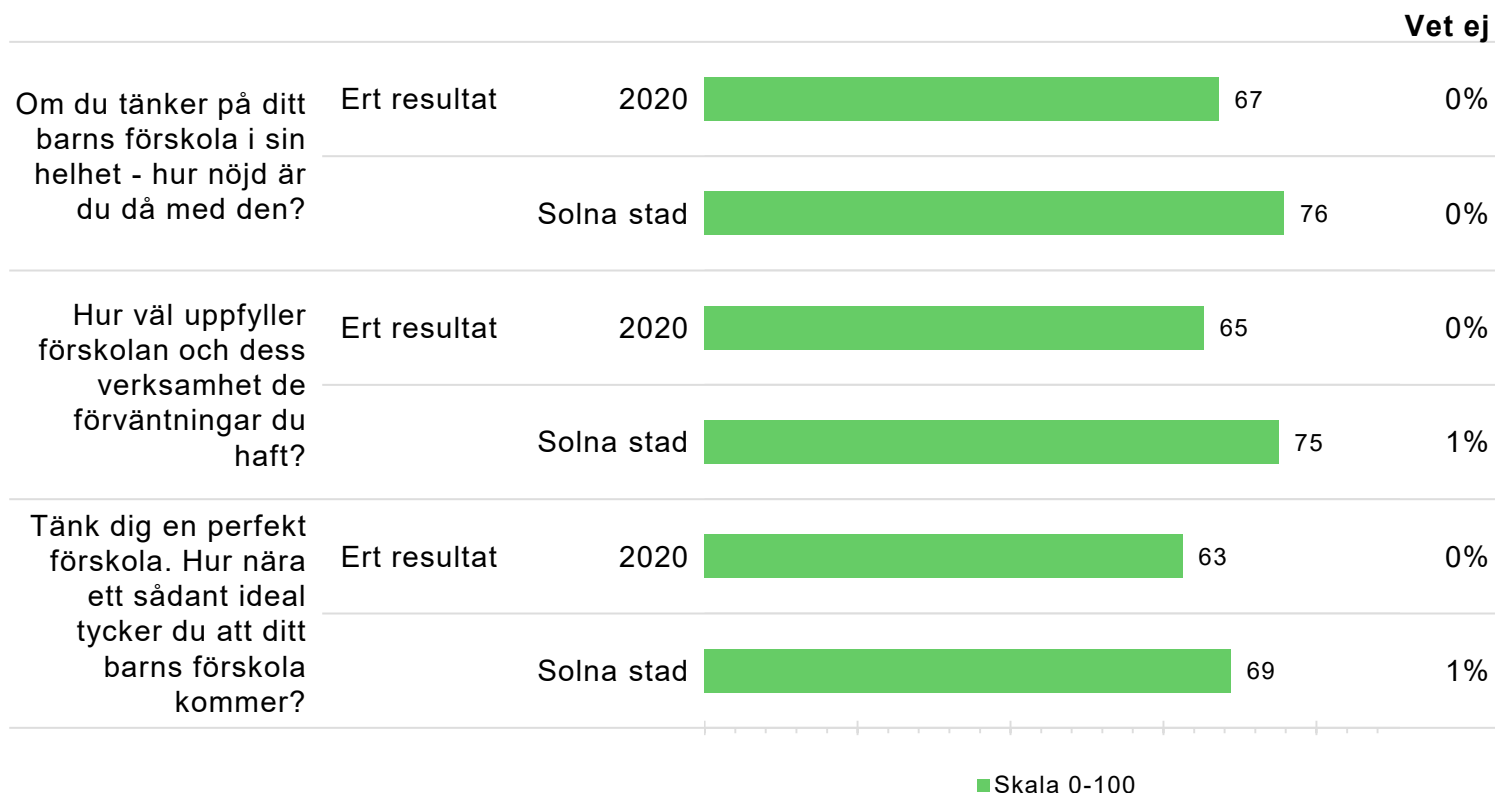 Vet ej
Om du tänker på ditt
barns förskola i sin
helhet - hur nöjd är
du då med den?
Ert resultat 2020 67 0%
Solna stad 76 0%
Hur väl uppfyller
förskolan och dess
verksamhet de
förväntningar du
haft?
Ert resultat 2020 65 0%
Solna stad 75 1%
Tänk dig en perfekt
förskola. Hur nära
ett sådant ideal
tycker du att ditt
barns förskola
kommer?
Ert resultat 2020 63 0%
Solna stad 69 1%
Skala 0-100